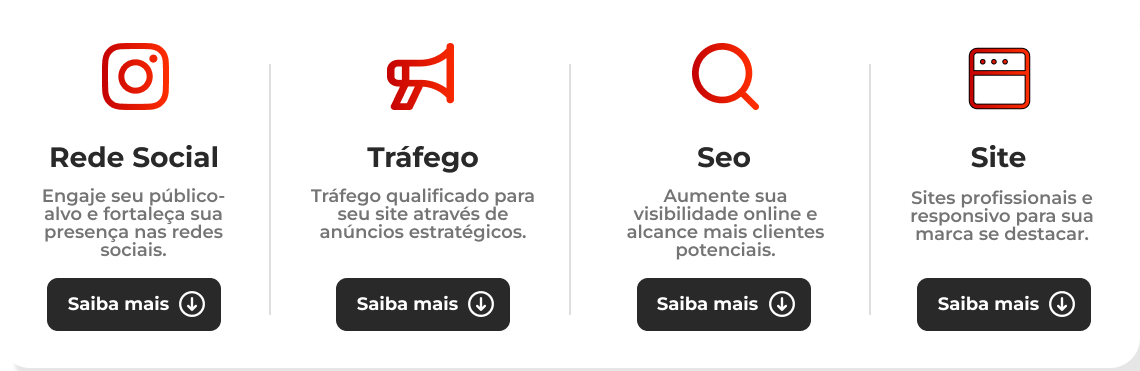 Rede Social
Engaje seu público-
alvo e fortaleça sua
presença nas redes
sociais.
Saiba mais
Tráfego
Tráfego qualificado para
seu site através de
anúncios estratégicos.
Saiba mais
Seo
Aumente sua
visibilidade online e
alcance mais clientes
potenciais.
Saiba mais
Site
Sites profissionais e
responsivo para sua
marca se destacar.
Saiba mais